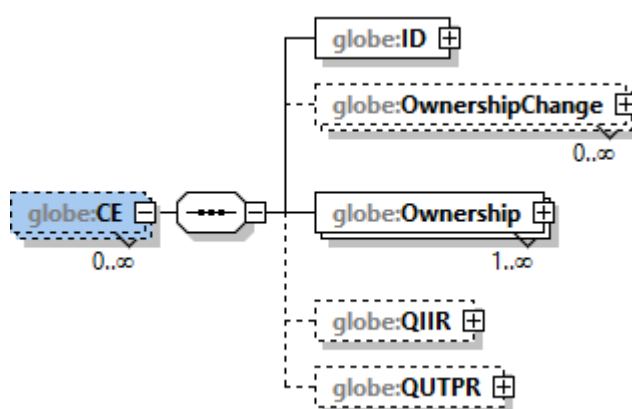 globe:ID
globe:OwnershipChange
0..∞
globe:CE
0..∞
globe:Ownership
1..∞
globe:QIIR
globe:QUTPR